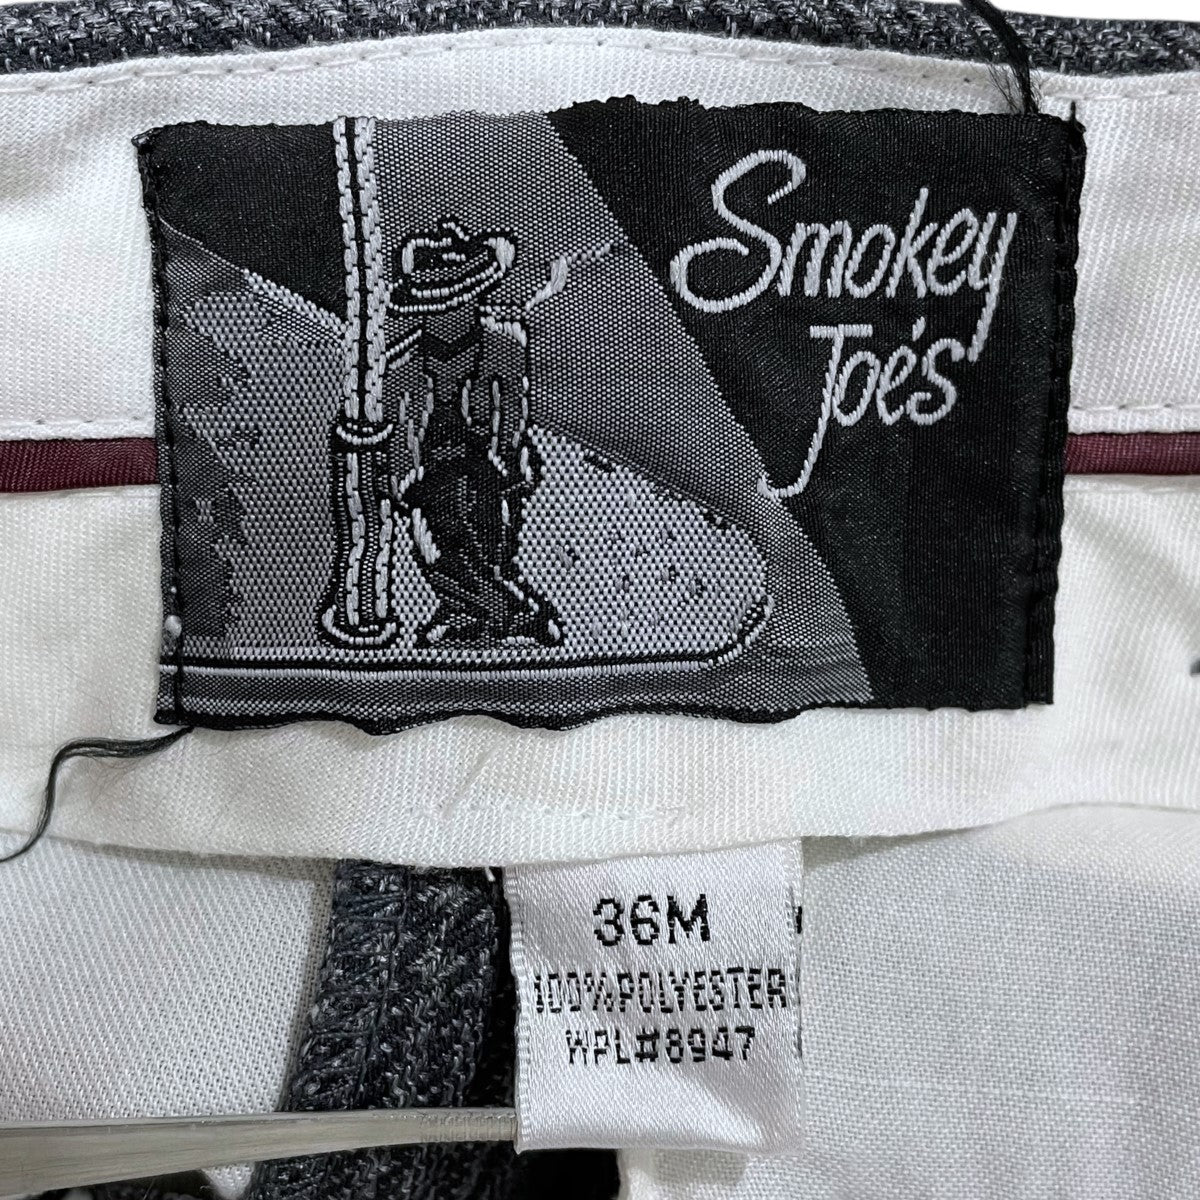 Smokey
Joe's
36M
100%POLYESTER
WPL#8947